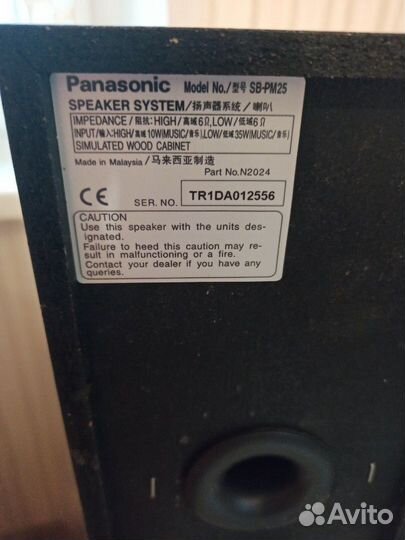 Panasonic Model No./型号 SB-PM25
SPEAKER SYSTEM/扬声器系统/喇叭
IMPEDANCE/阻抗:HIGH/高域6Ω,LOW/低域6Ω
INPUT/输入:HIGH/高域10W(MUSIC/音乐),LOW/低域35W(MUSIC/音乐)
SIMULATED WOOD CABINET
Made in Malaysia/马来西亚制造
Part No.N2024
CE SER. NO. TR1DA012556
CAUTION
Use this speaker with the units des-
ignated.
Failure to heed this caution may re-
sult in malfunctioning or a fire.
Contact your dealer if you have any
queries.
Avito